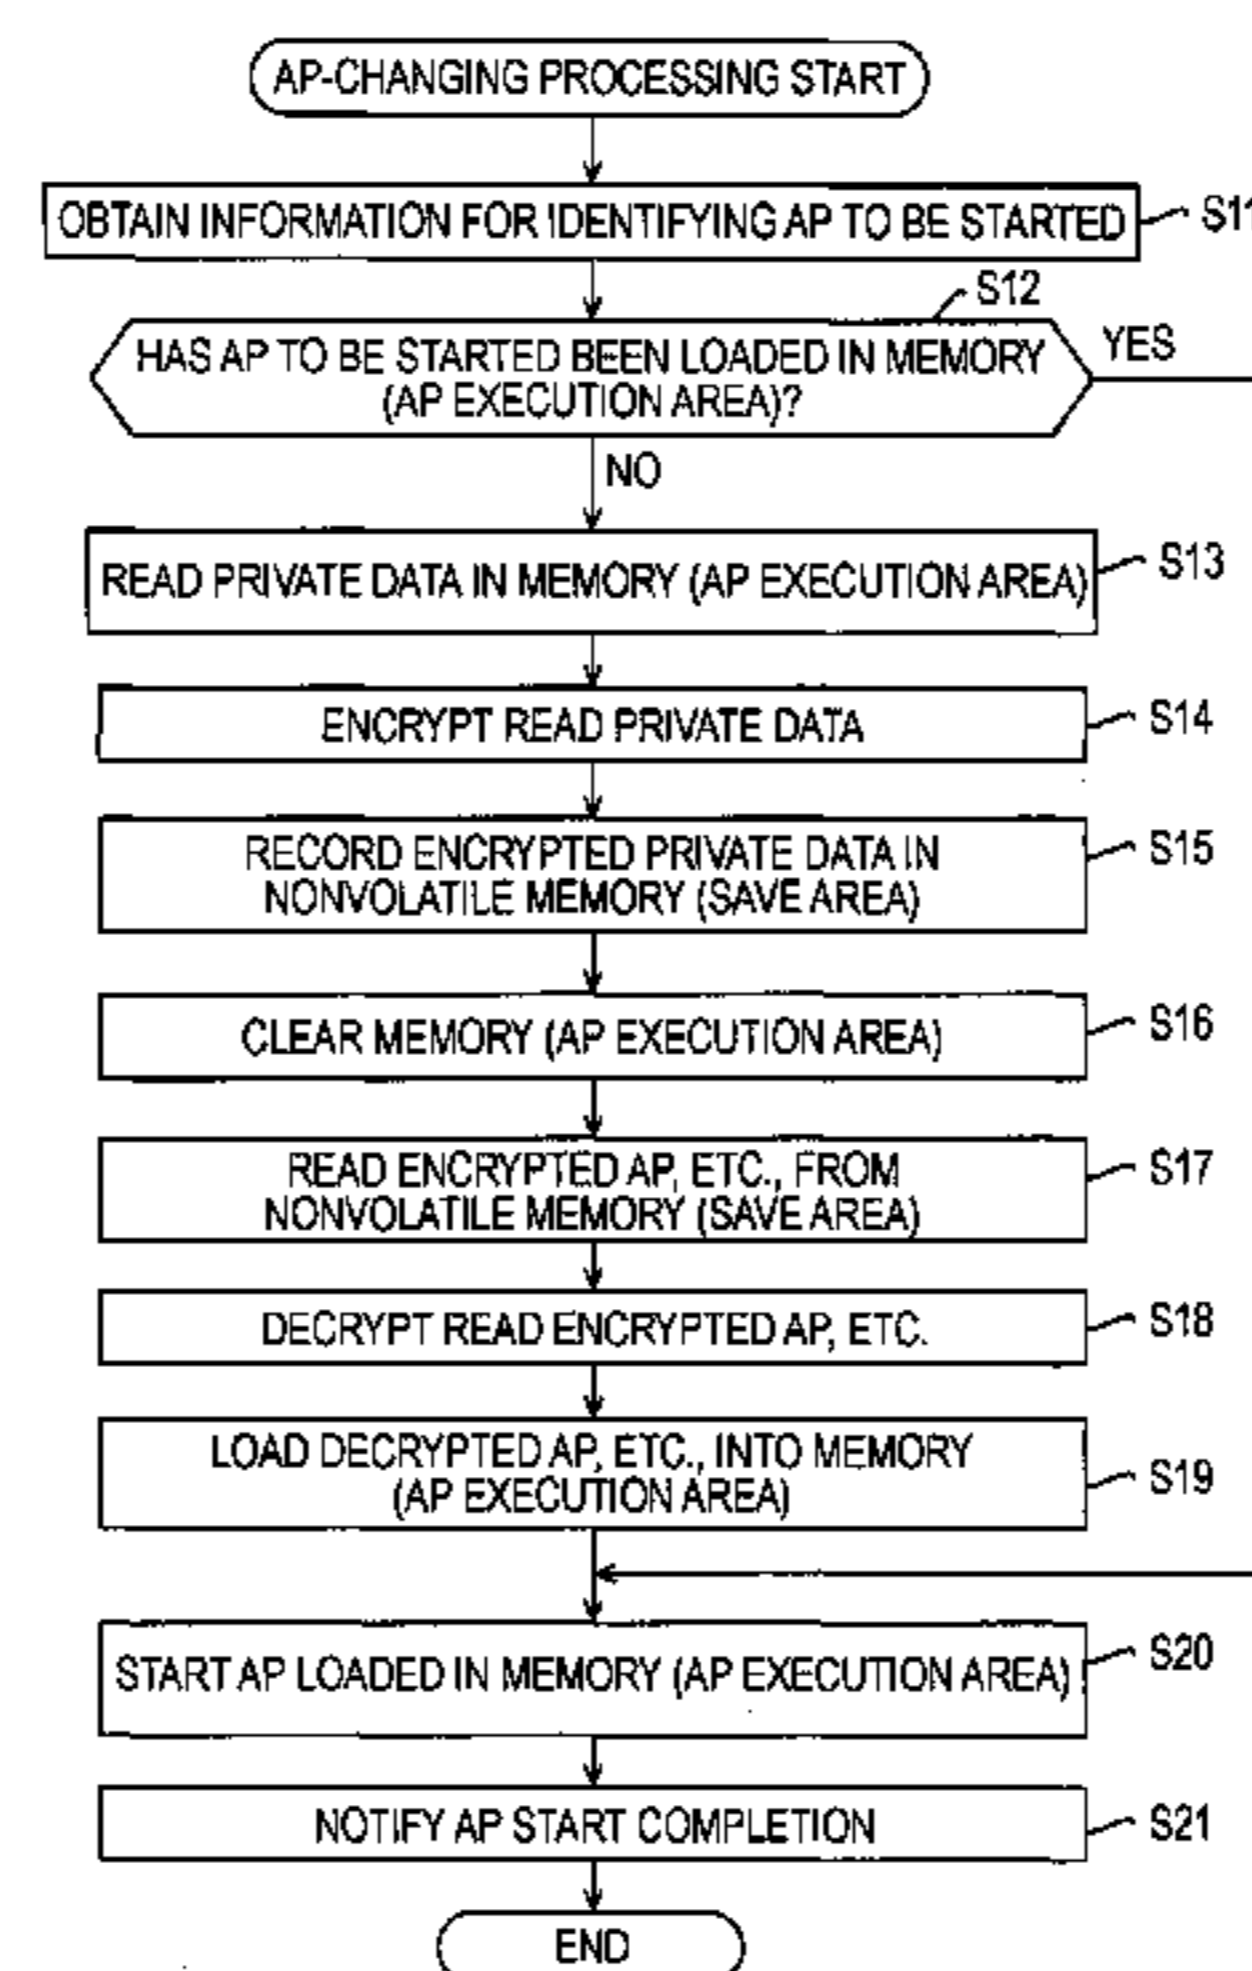 AP-CHANGING PROCESSING START
OBTAIN INFORMATION FOR IDENTIFYING AP TO BE STARTED
S11
S12
HAS AP TO BE STARTED BEEN LOADED IN MEMORY
(AP EXECUTION AREA)?
YES
NO
READ PRIVATE DATA IN MEMORY (AP EXECUTION AREA)
S13
ENCRYPT READ PRIVATE DATA
S14
RECORD ENCRYPTED PRIVATE DATA IN
NONVOLATILE MEMORY (SAVE AREA)
S15
CLEAR MEMORY (AP EXECUTION AREA)
S16
READ ENCRYPTED AP, ETC., FROM
NONVOLATILE MEMORY (SAVE AREA)
S17
DECRYPT READ ENCRYPTED AP, ETC.
S18
LOAD DECRYPTED AP, ETC., INTO MEMORY
(AP EXECUTION AREA)
S19
START AP LOADED IN MEMORY (AP EXECUTION AREA)
S20
NOTIFY AP START COMPLETION
S21
END